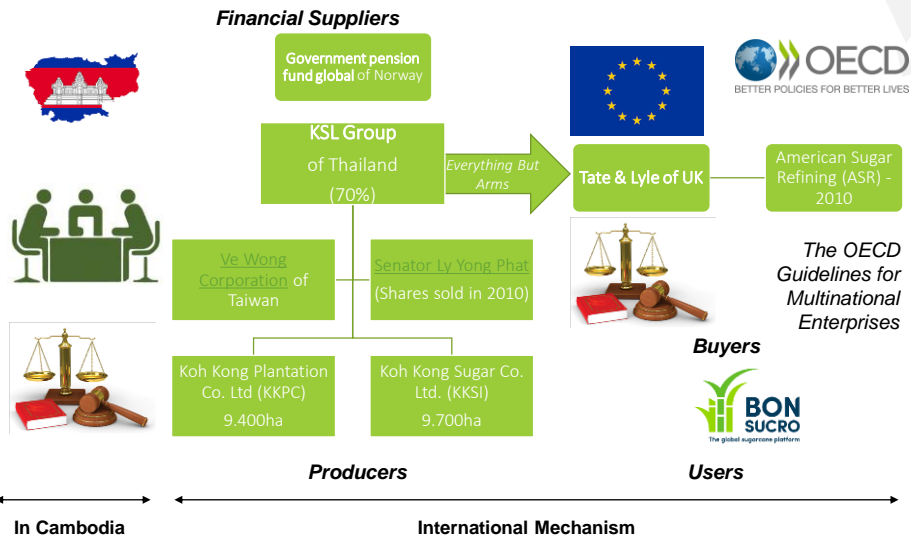 Financial Suppliers
Government pension
fund global of Norway
OECD
BETTER POLICIES FOR BETTER LIVES
KSL Group
of Thailand
(70%)
Everything But
Arms
Tate & Lyle of UK
American Sugar
Refining (ASR) -
2010
Ve Wong
Corporation of
Taiwan
Senator Ly Yong Phat
(Shares sold in 2010)
The OECD
Guidelines for
Multinational
Enterprises
Buyers
Koh Kong Plantation
Co. Ltd (KKPC)
9.400ha
Koh Kong Sugar Co.
Ltd. (KKSI)
9.700ha
BON
SUCRO
The global sugarcane platform
Producers
Users
In Cambodia
International Mechanism